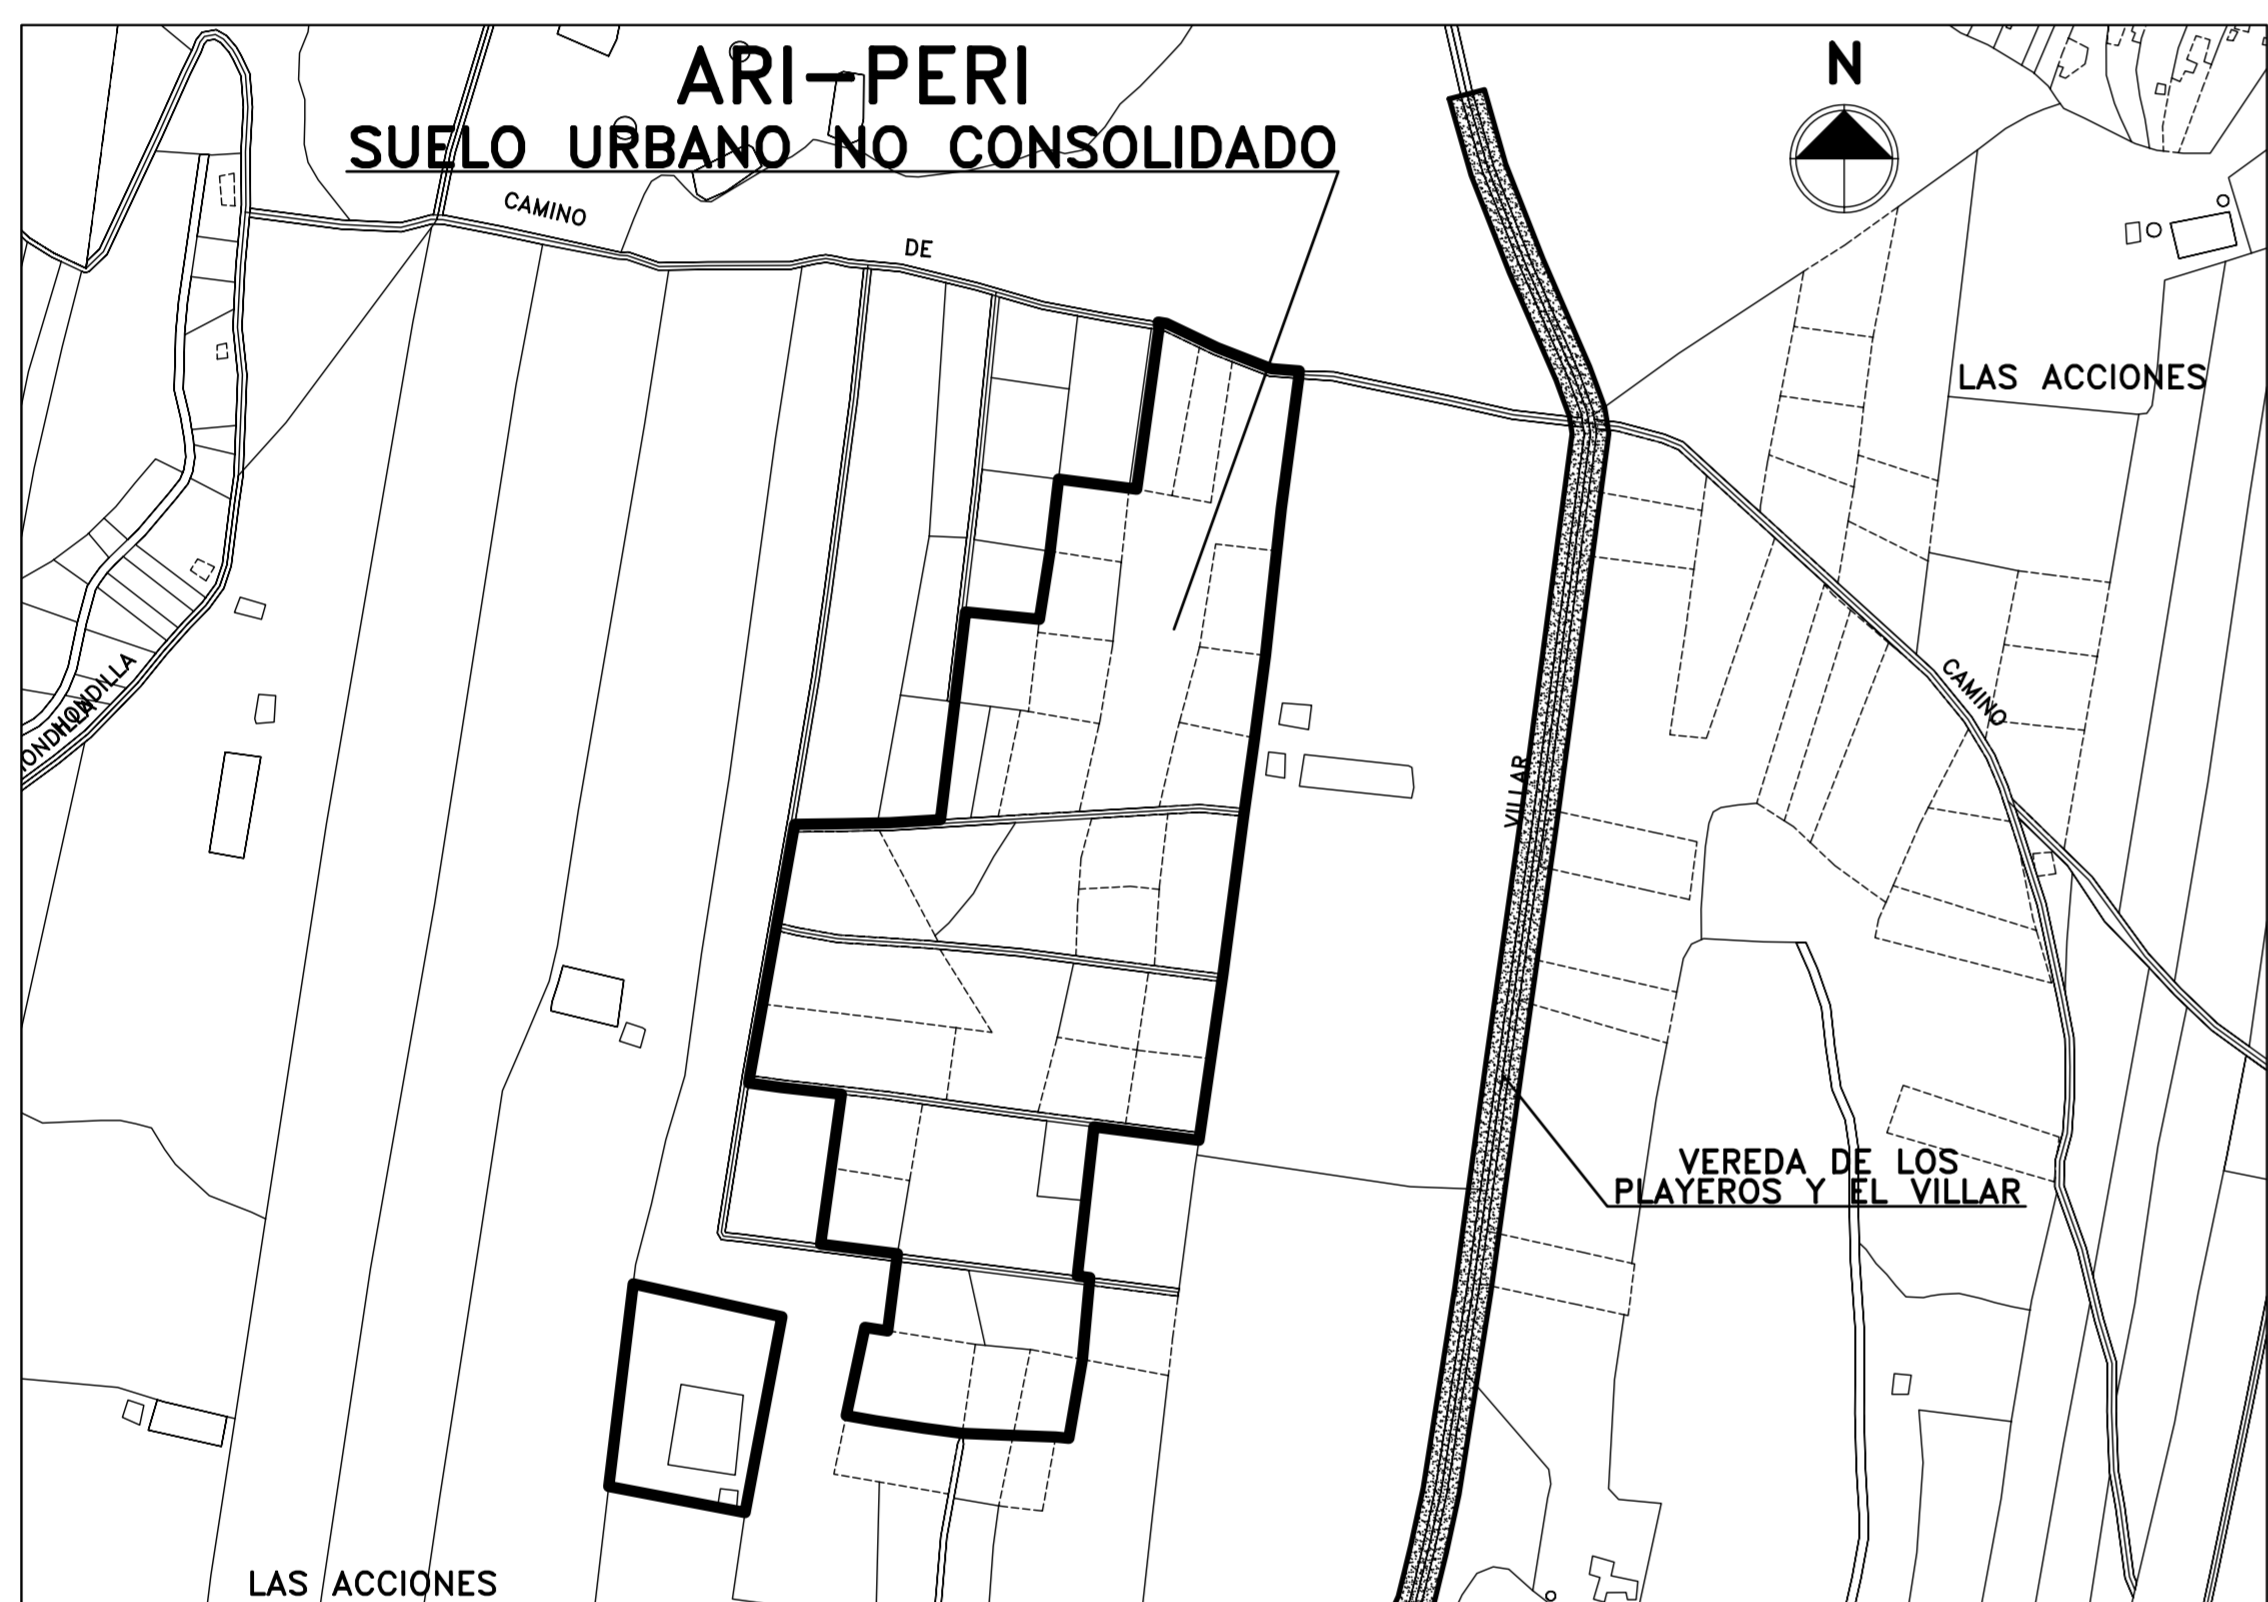 ARI-PERI
N
SUELO URBANO NO CONSOLIDADO
CAMINO
DE
LAS ACCIONES
HONDILLA
CAMINO
VILLAR
VEREDA DE LOS
PLAYEROS Y EL VILLAR
LAS ACCIONES